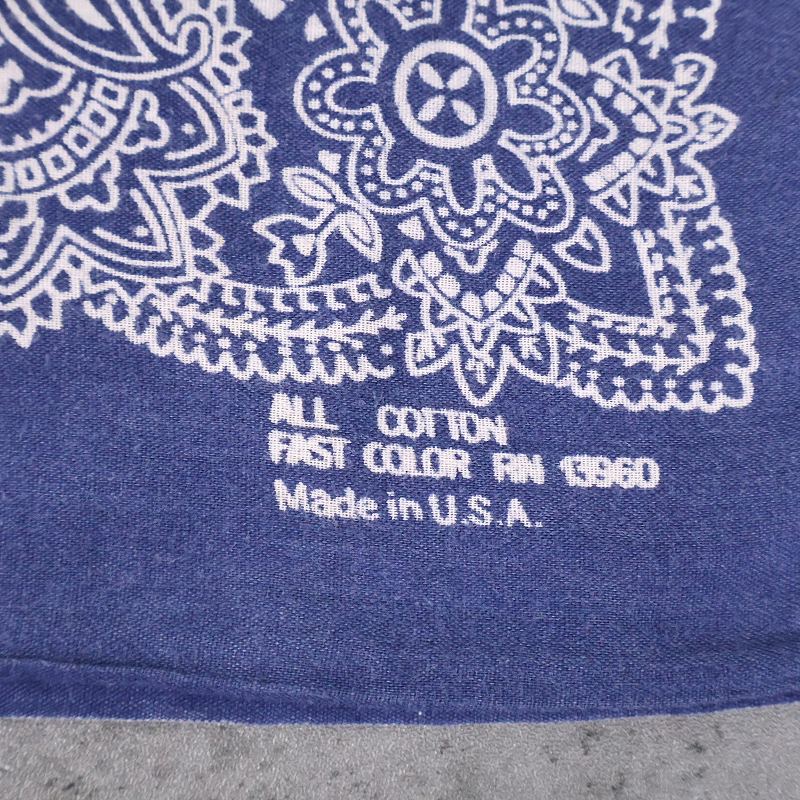 ALL COTTON
FAST COLOR RN 13960
Made in U.S.A.